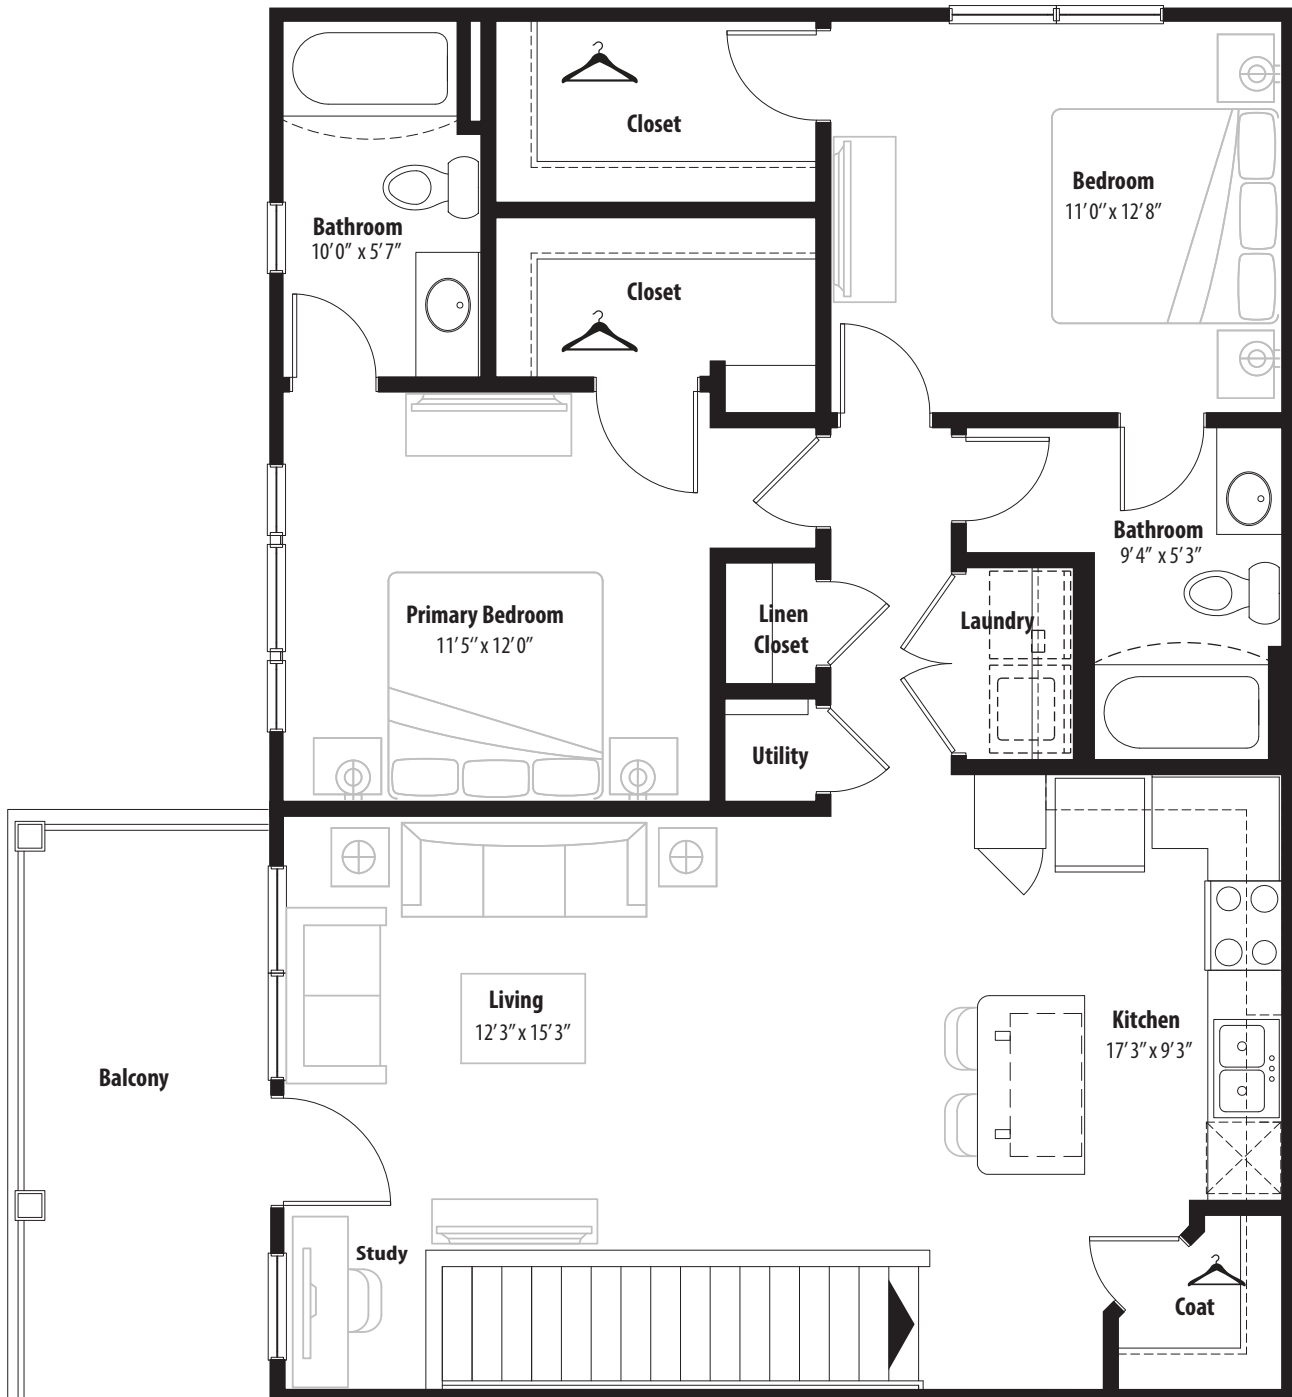 Closet
Bedroom
11'0" x 12'8"
Bathroom
10'0" x 5'7"
Closet
Bathroom
9'4" x 5'3"
Primary Bedroom
11'5" x 12'0"
Linen
Closet
Laundry
Utility
Living
12'3" x 15'3"
Kitchen
17'3" x 9'3"
Balcony
Study
Coat